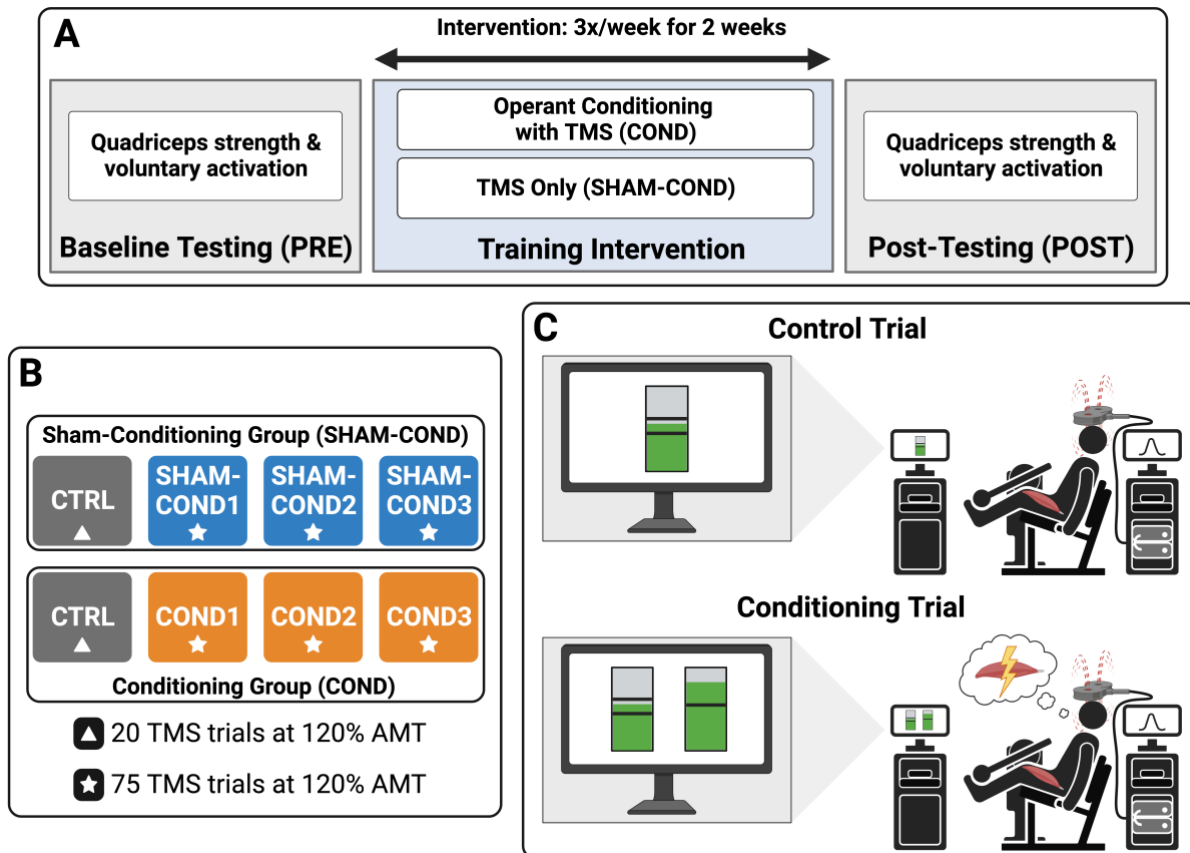 A
Intervention: 3x/week for 2 weeks
Quadriceps strength &
voluntary activation
Baseline Testing (PRE)
Operant Conditioning
with TMS (COND)
TMS Only (SHAM-COND)
Training Intervention
Quadriceps strength &
voluntary activation
Post-Testing (POST)
B
Sham-Conditioning Group (SHAM-COND)
CTRL
SHAM-
COND1
SHAM-
COND2
SHAM-
COND3
CTRL
COND1
COND2
COND3
Conditioning Group (COND)
20 TMS trials at 120% AMT
75 TMS trials at 120% AMT
C
Control Trial
Conditioning Trial